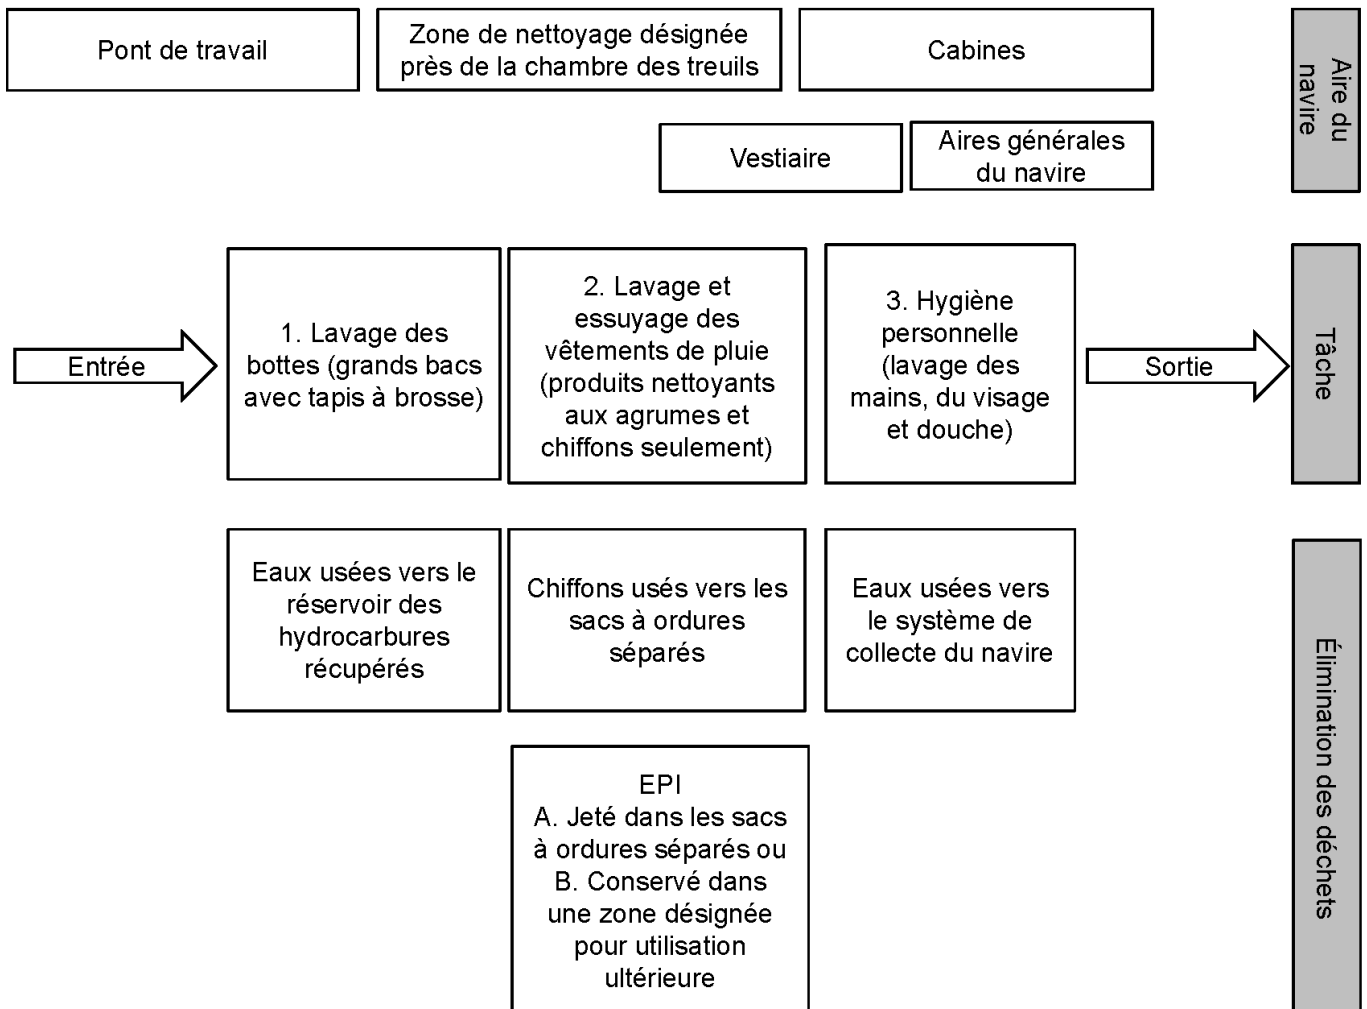 Pont de travail
Zone de nettoyage désignée
près de la chambre des treuils
Cabines
Aire du
navire
Vestiaire
Aires générales
du navire
Entrée
1. Lavage des
bottes (grands bacs
avec tapis à brosse)
2. Lavage et
essuyage des
vêtements de pluie
(produits nettoyants
aux agrumes et
chiffons seulement)
3. Hygiène
personnelle
(lavage des
mains, du visage
et douche)
Sortie
Tâche
Eaux usées vers le
réservoir des
hydrocarbures
récupérés
Chiffons usés vers les
sacs à ordures
séparés
Eaux usées vers
le système de
collecte du navire
Élimination des déchets
EPI
A. Jeté dans les sacs
à ordures séparés ou
B. Conservé dans
une zone désignée
pour utilisation
ultérieure